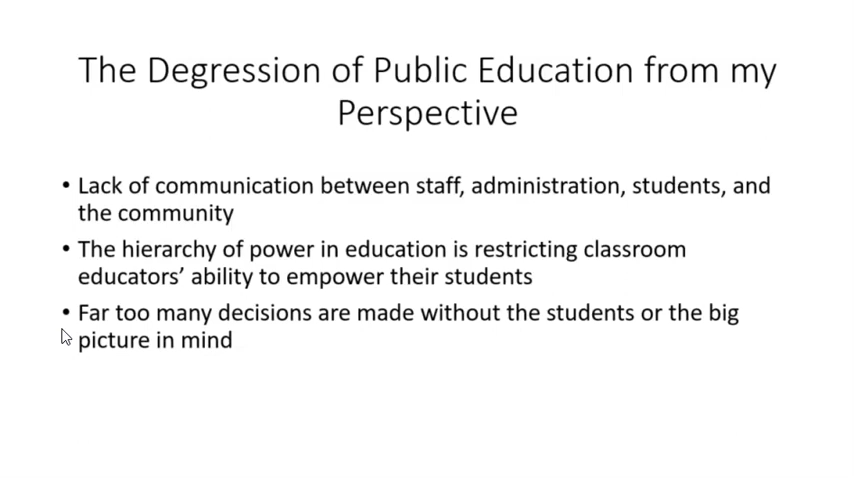 The Degression of Public Education from my
Perspective
• Lack of communication between staff, administration, students, and
the community
• The hierarchy of power in education is restricting classroom
educators’ ability to empower their students
• Far too many decisions are made without the students or the big
picture in mind